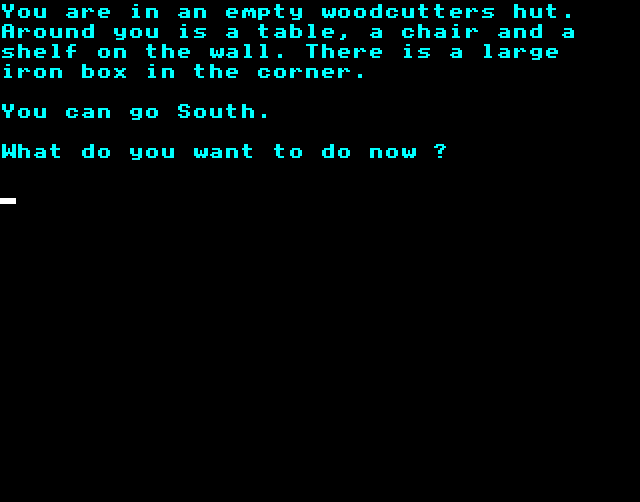 You are in an empty woodcutters hut.
Around you is a table, a chair and a
shelf on the wall. There is a large
iron box in the corner.
You can go South.
What do you want to do now ?